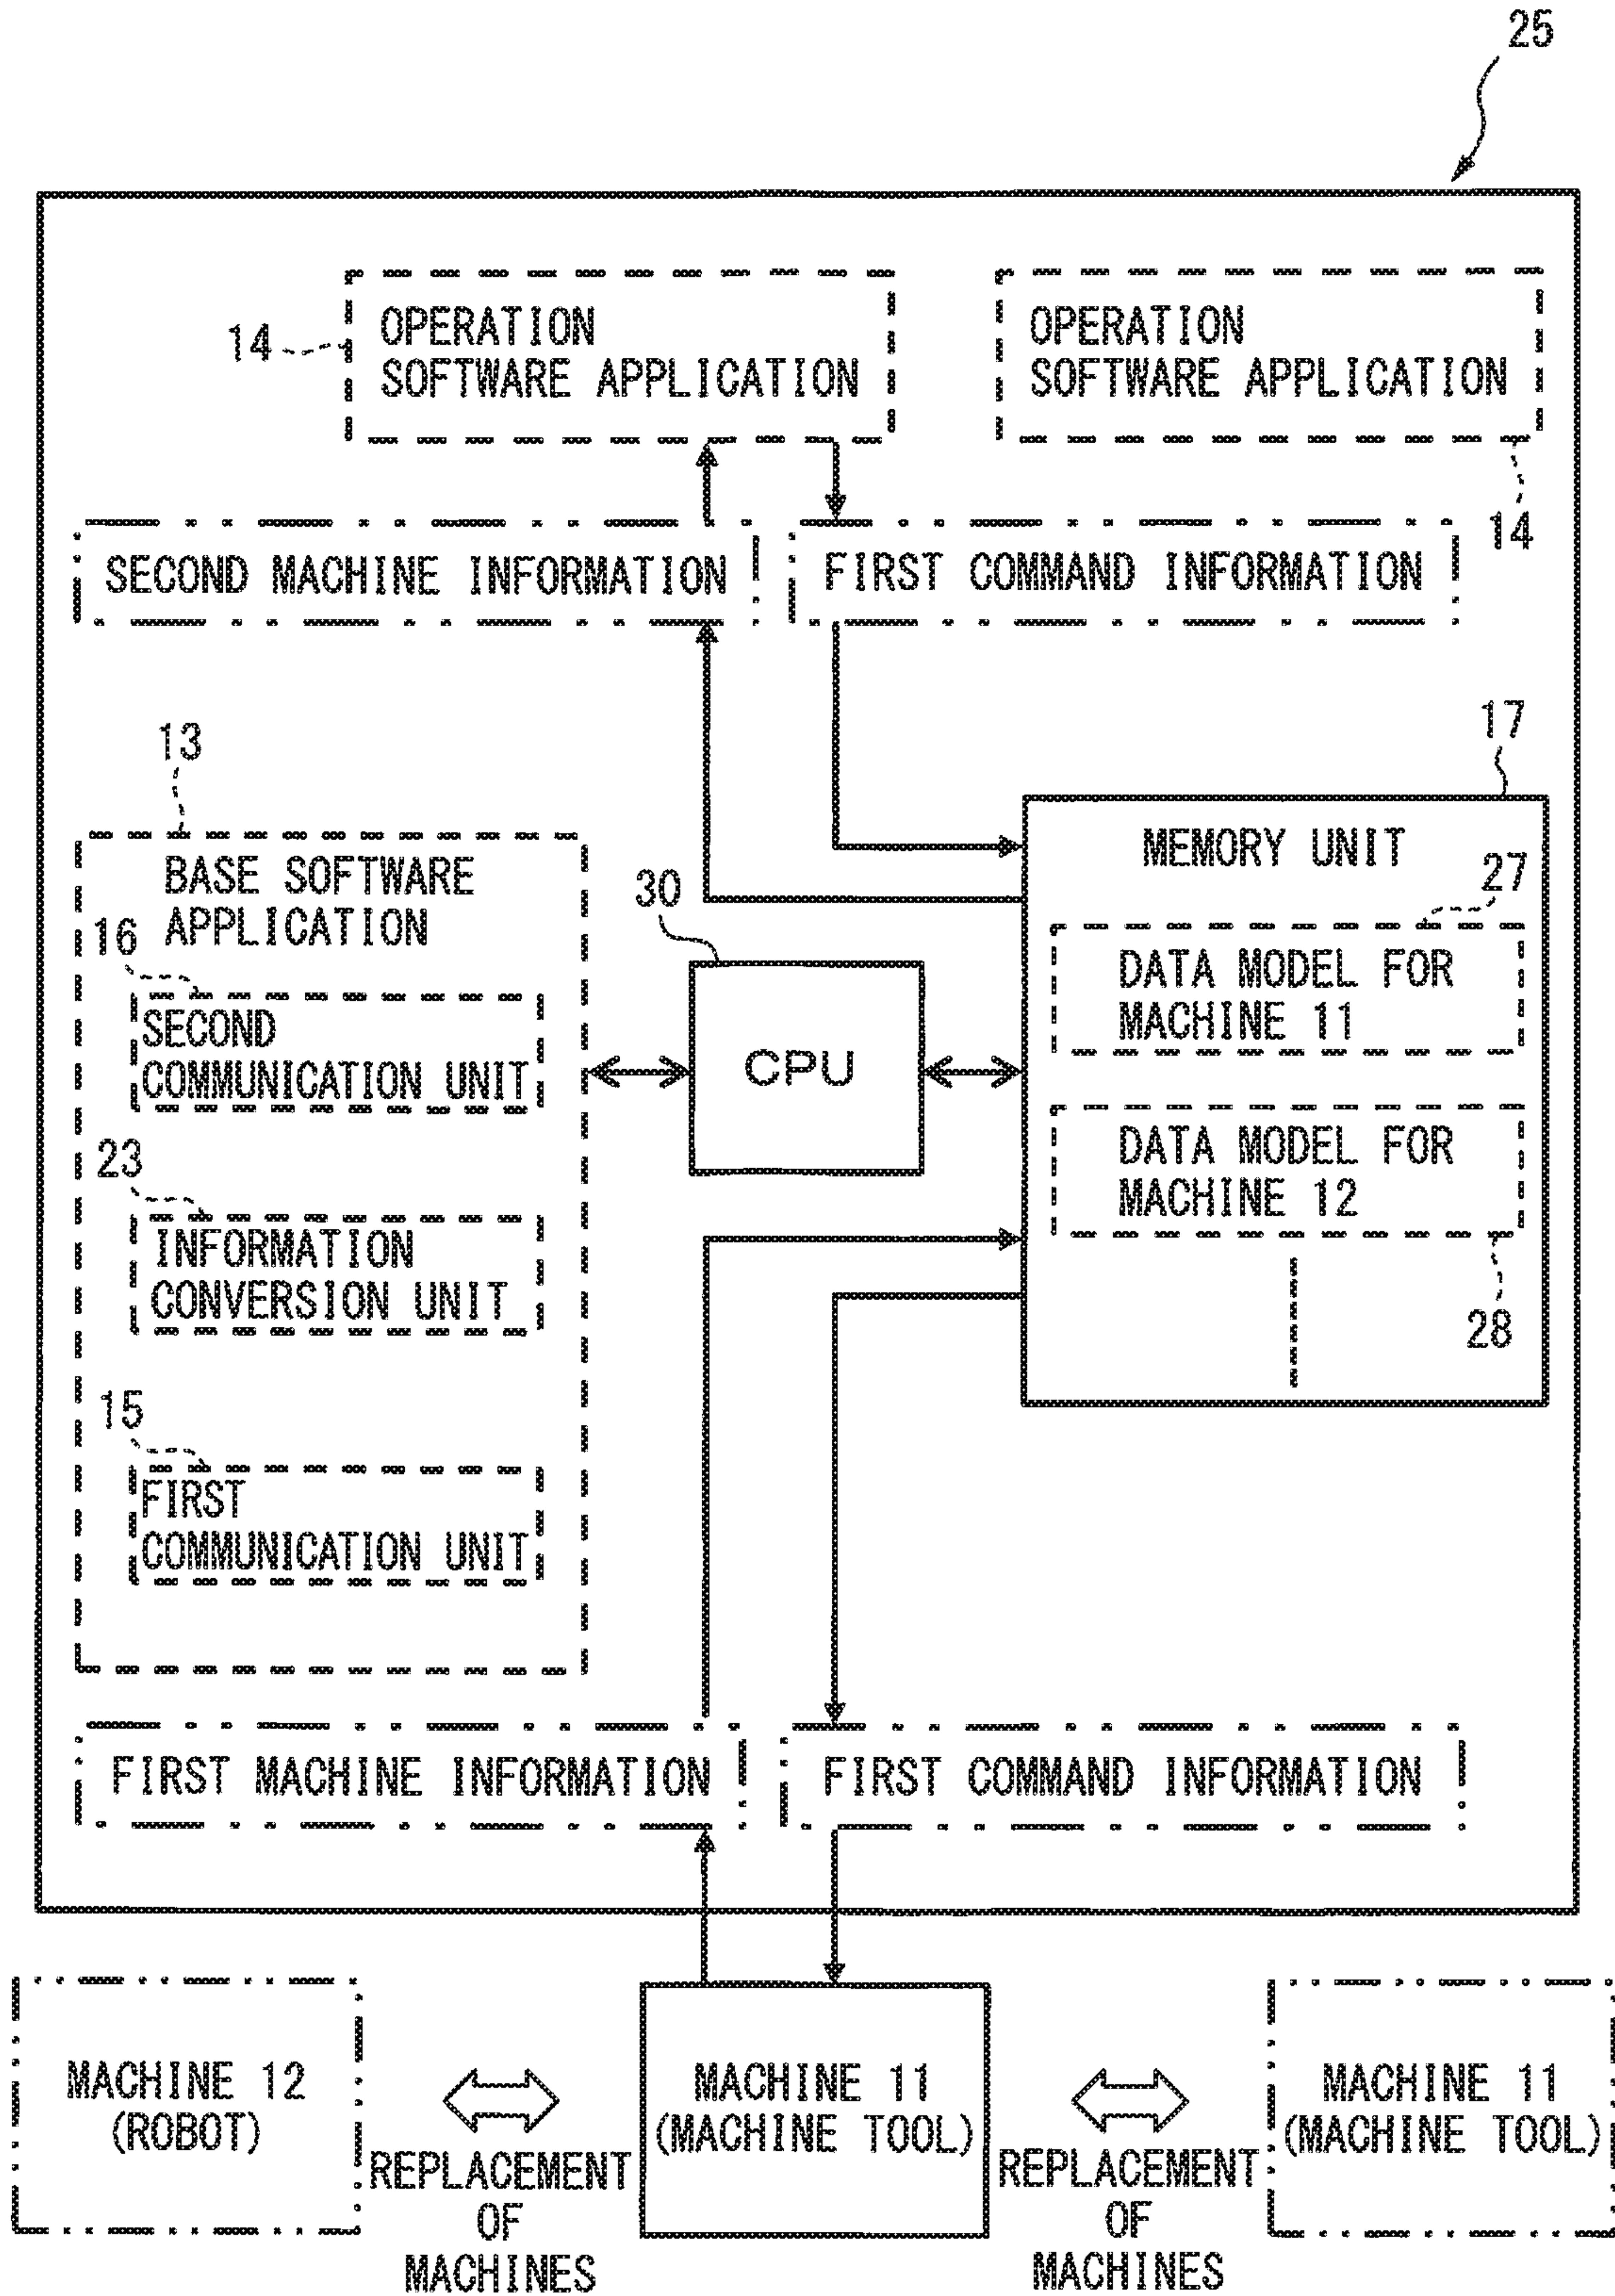 25
14
OPERATION
SOFTWARE APPLICATION
OPERATION
SOFTWARE APPLICATION
14
SECOND MACHINE INFORMATION
FIRST COMMAND INFORMATION
13
17
BASE SOFTWARE
APPLICATION
16
SECOND
COMMUNICATION UNIT
23
INFORMATION
CONVERSION UNIT
15
FIRST
COMMUNICATION UNIT
30
CPU
MEMORY UNIT
27
DATA MODEL FOR
MACHINE 11
DATA MODEL FOR
MACHINE 12
28
FIRST MACHINE INFORMATION
FIRST COMMAND INFORMATION
MACHINE 12
(ROBOT)
REPLACEMENT
OF
MACHINES
MACHINE 11
(MACHINE TOOL)
REPLACEMENT
OF
MACHINES
MACHINE 11
(MACHINE TOOL)